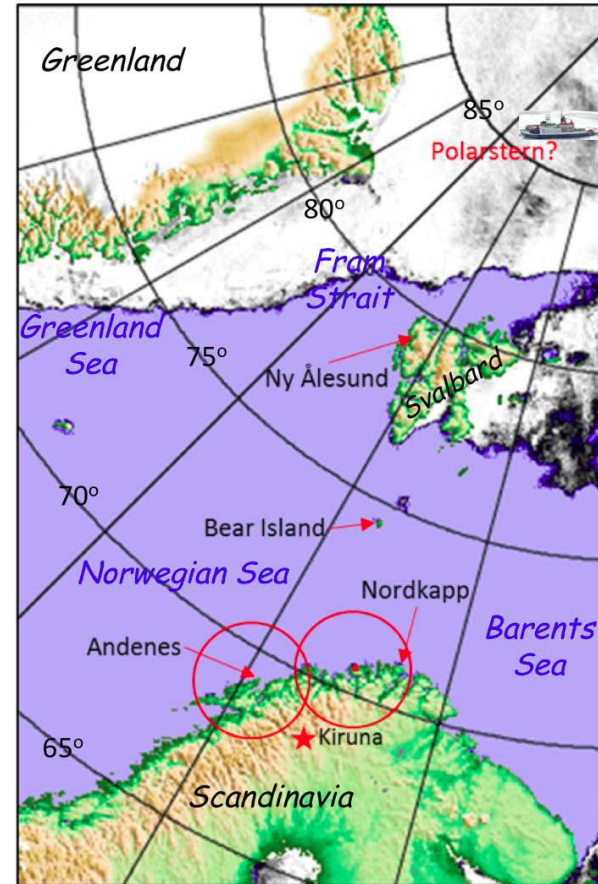 Greenland
85°
Polarstern?
80°
Fram
Strait
Greenland
Sea
75°
Ny Ålesund
Svalbard
70°
Bear Island
Norwegian Sea
Nordkapp
Andenes
Barents
Sea
65°
Kiruna
Scandinavia